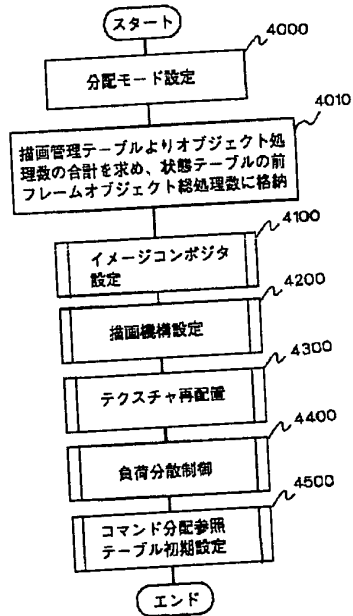 スタート
4000
分配モード設定
4010
描画管理テーブルよりオブジェクト処
理数の合計を求め、状態テーブルの前
フレームオブジェクト総処理数に格納
4100
イメージコンポジタ
設定
4200
描画機構設定
4300
テクスチャ再配置
4400
負荷分散制御
4500
コマンド分配参照
テーブル初期設定
エンド